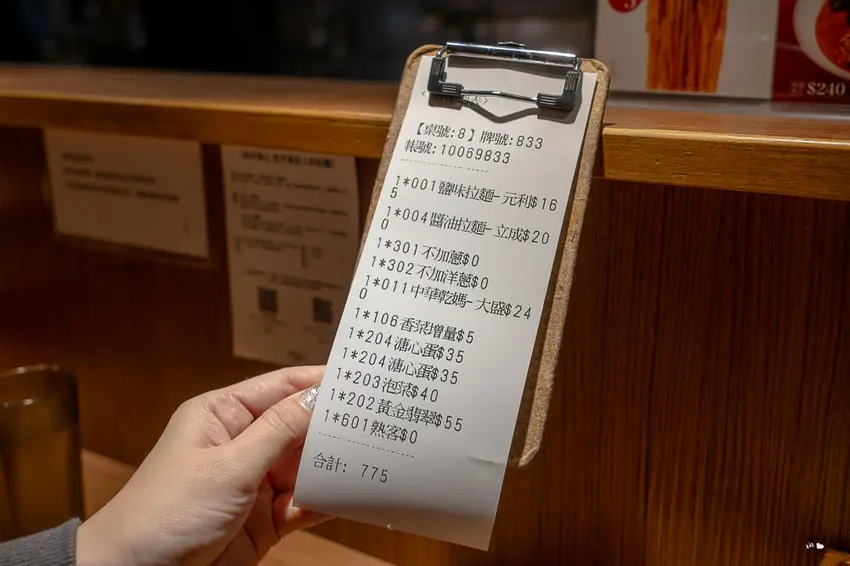 【桌號:8】牌號:833
帳號:10069833
1*001鹽味拉麵-元利$16
5
1*004醬油拉麵-立成$20
0
1*301不加蔥$0
1*302不加洋蔥$0
1*011中華乾媽-大盛$24
0
1*106香菜增量$5
1*204溏心蛋$35
1*204溏心蛋$35
1*203泡菜$40
1*202黃金翡翠$55
1*601熟客$0
合計: 775
$240